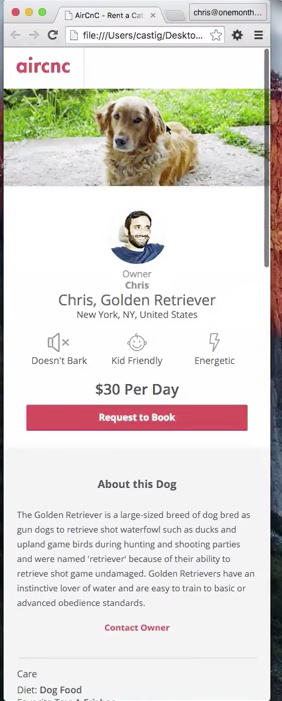 AirCnC - Rent a Cat
chris@onemonth...
file:///Users/castig/Deskto...
aircnc
Owner
Chris
Chris, Golden Retriever
New York, NY, United States
Doesn't Bark
Kid Friendly
Energetic
$30 Per Day
Request to Book
About this Dog
The Golden Retriever is a large-sized breed of dog bred as
gun dogs to retrieve shot waterfowl such as ducks and
upland game birds during hunting and shooting parties
and were named 'retriever' because of their ability to
retrieve shot game undamaged. Golden Retrievers have an
instinctive lover of water and are easy to train to basic or
advanced obedience standards.
Contact Owner
Care
Diet: Dog Food